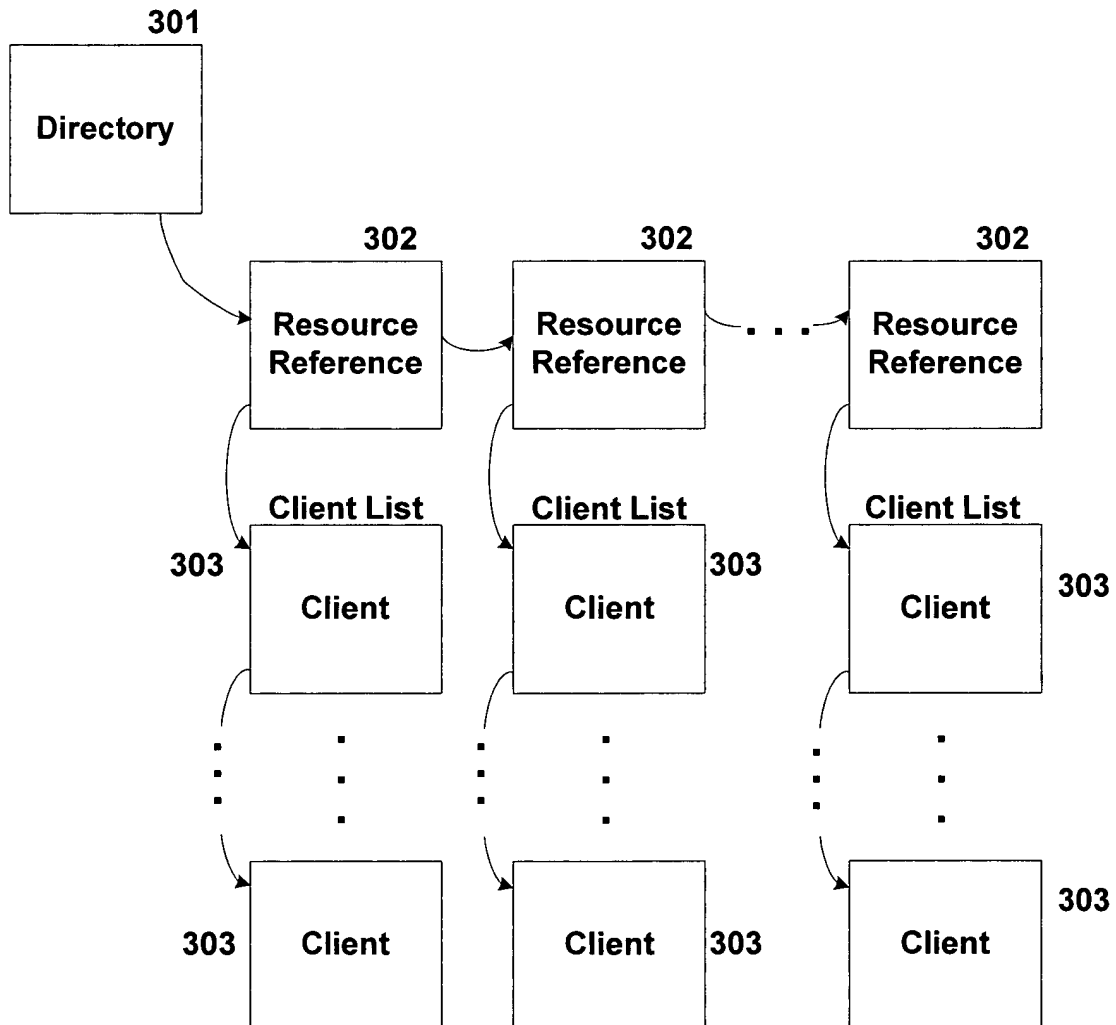 301
Directory
302 302 302
Resource Reference Resource Reference Resource Reference
Client List Client List Client List
303 Client Client 303 Client 303
303 Client Client 303 Client 303